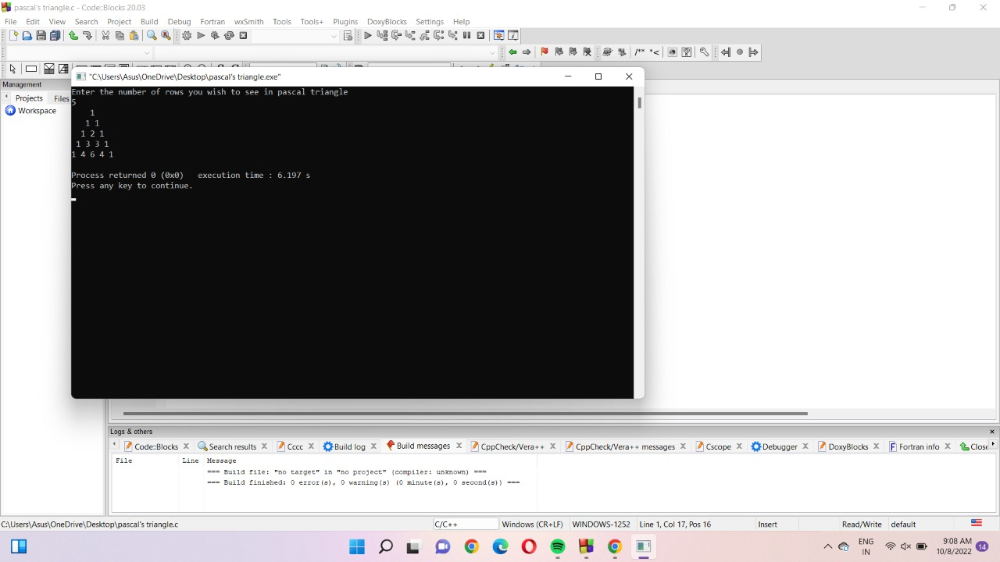 pascal's triangle.c - Code::Blocks 20.03
File Edit View Search Project Build Debug Fortran wxSmith Tools Tools+ Plugins DoxyBlocks Settings Help
/** *<
Management
Projects Files
Workspace
"C:\Users\Asus\OneDrive\Desktop\pascal's triangle.exe"
Enter the number of rows you wish to see in pascal triangle
5
1
1 1
1 2 1
1 3 3 1
1 4 6 4 1
Process returned 0 (0x0) execution time : 6.197 s
Press any key to continue.
Logs & others
Code::Blocks Search results Cccc Build log Build messages CppCheck/Vera++ CppCheck/Vera++ messages Cscope Debugger DoxyBlocks Fortran info Close
File Line Message
=== Build file: "no target" in "no project" (compiler: unknown) ===
=== Build finished: 0 error(s), 0 warning(s) (0 minute(s), 0 second(s)) ===
C:\Users\Asus\OneDrive\Desktop\pascal's triangle.c C/C++ Windows (CR+LF) WINDOWS-1252 Line 1, Col 17, Pos 16 Insert Read/Write default
ENG 9:08 AM
IN 10/8/2022 14